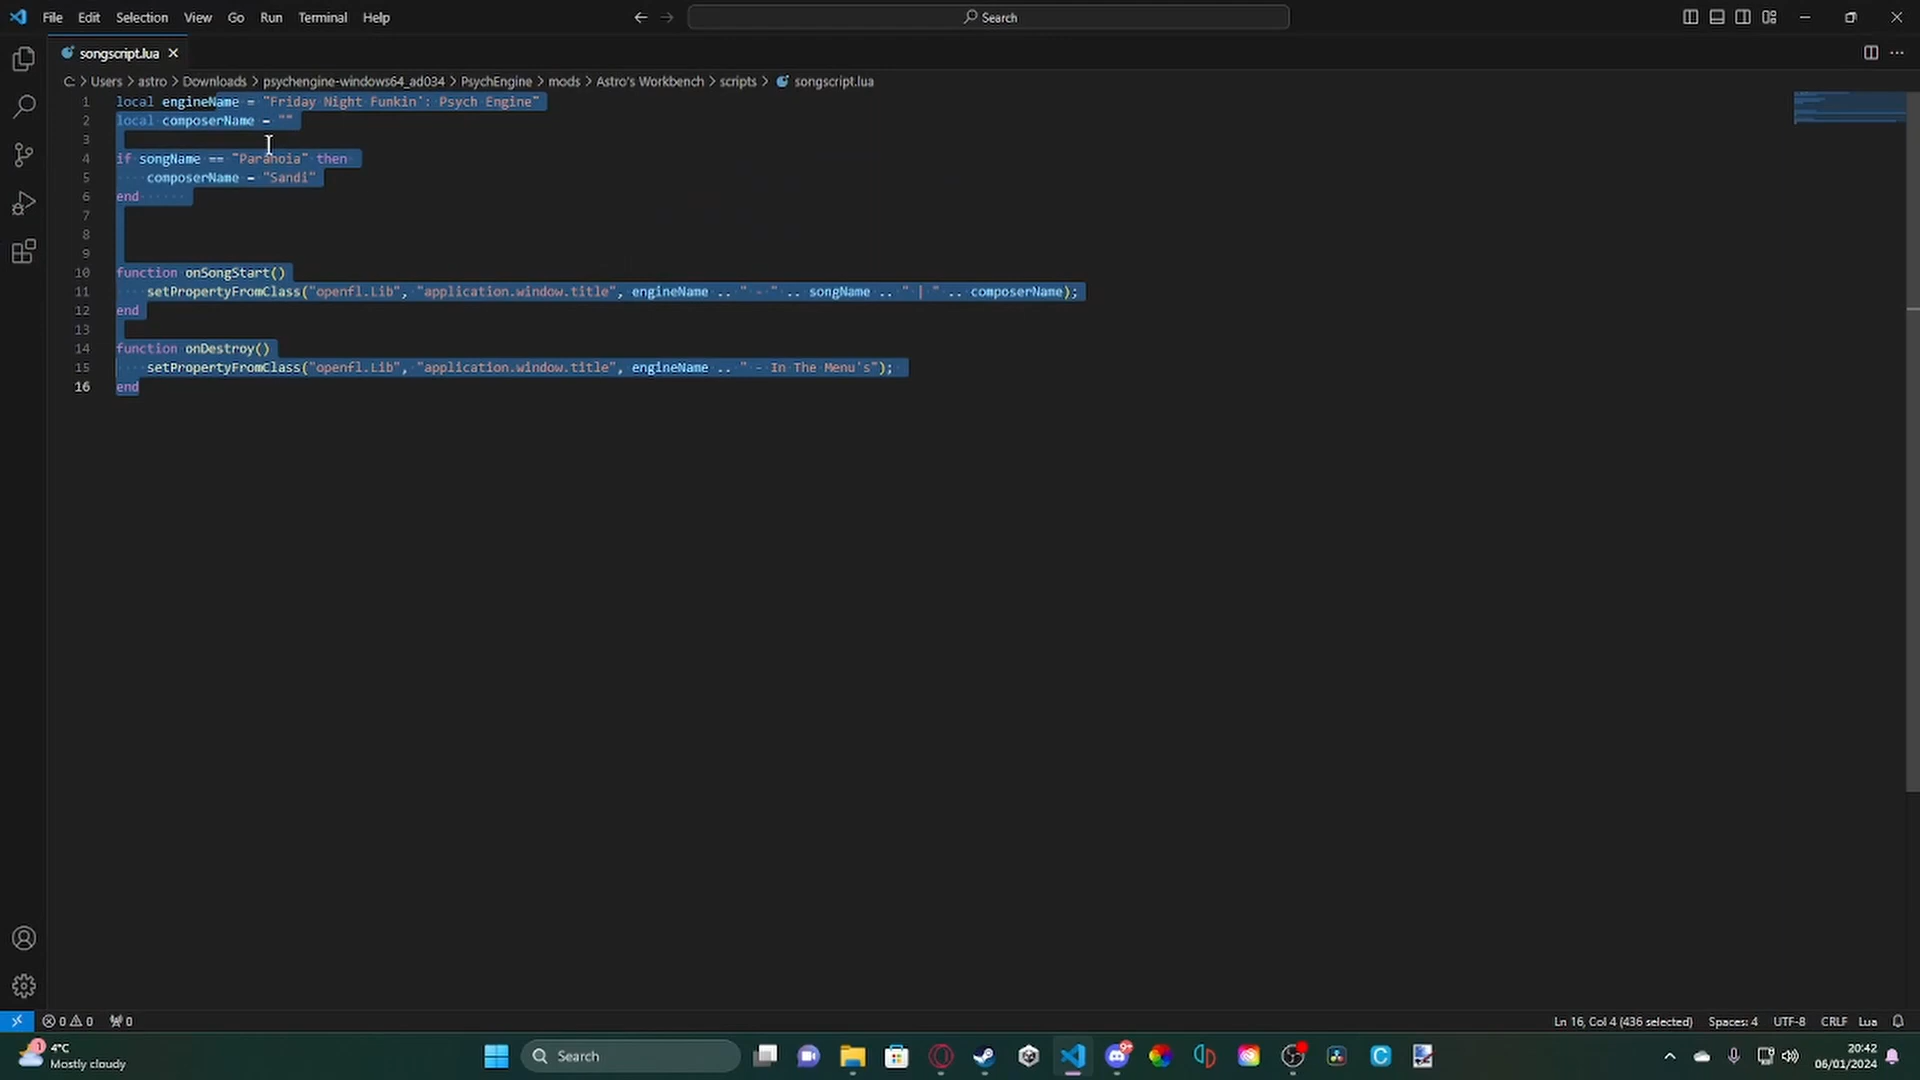 File Edit Selection View Go Run Terminal Help
Search
songscript.lua
C: > Users > astro > Downloads > psychengine-windows64_ad034 > PsychEngine > mods > Astro's Workbench > scripts > songscript.lua
1 local engineName = "Friday Night Funkin`: Psych Engine"
2 local composerName = ""
3
4 if songName == "Paranoia" then
5 composerName = "Sandi"
6 end
7
8
9
10 function onSongStart()
11 setPropertyFromClass("openfl.Lib", "application.window.title", engineName .. " - " .. songName .. " | " .. composerName);
12 end
13
14 function onDestroy()
15 setPropertyFromClass("openfl.Lib", "application.window.title", engineName .. " - In The Menu's");
16 end
0 0 0 Ln 16, Col 4 (436 selected) Spaces: 4 UTF-8 CRLF Lua
1 4°C
Mostly cloudy
Search
9+
20:42
06/01/2024